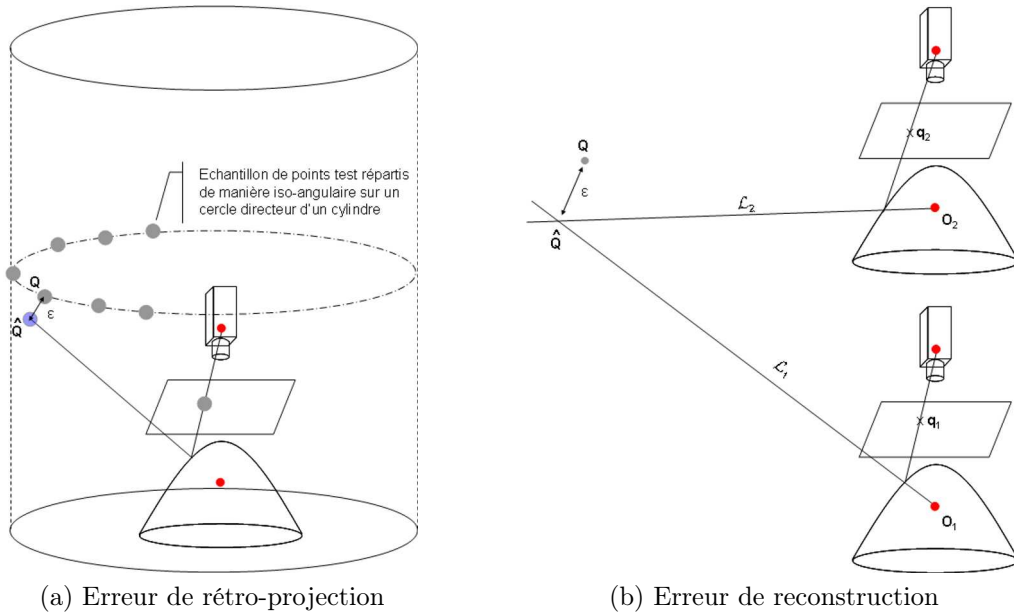 Echantillon de points test répartis
de manière iso-angulaire sur un
cercle directeur d'un cylindre
Q
ε
Q̂
(a) Erreur de rétro-projection
q₂
Q
ε
ℒ₂
Q̂
O₂
ℒ₁
q₁
O₁
(b) Erreur de reconstruction